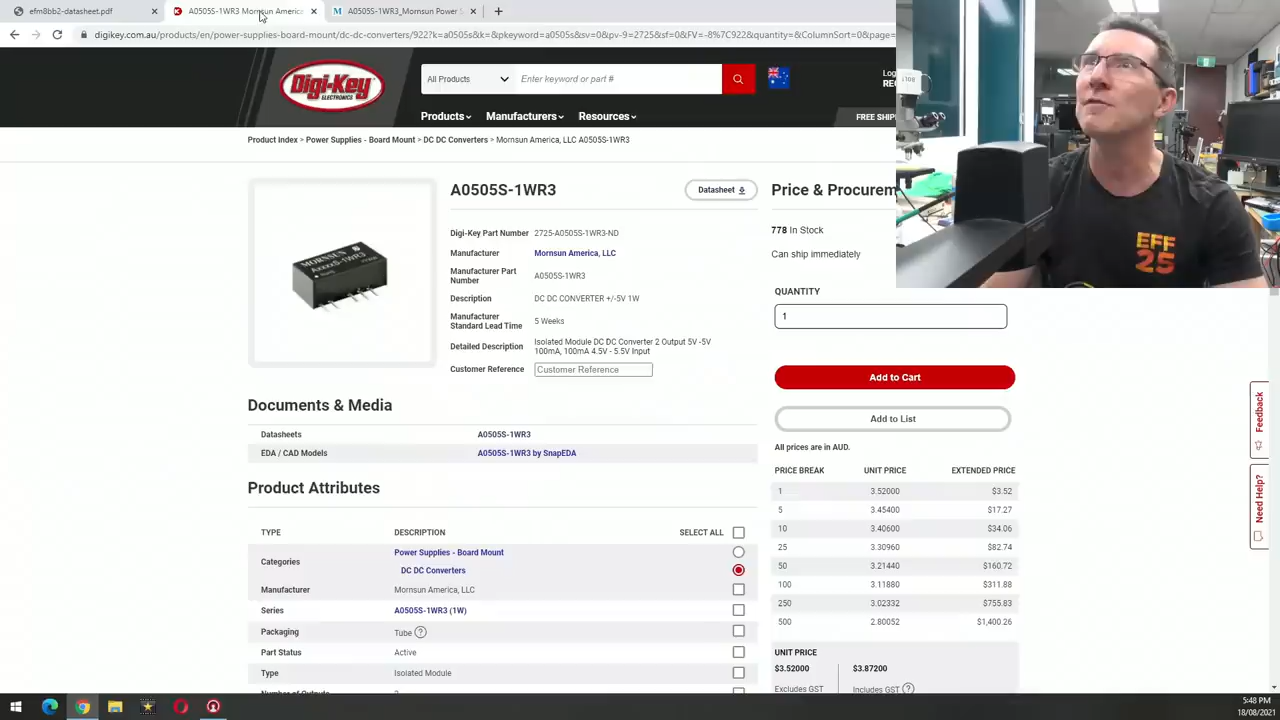 efm8bb2-datasheet.pdf
A0505S-1WR3 Mornsun America
A0505S-1WR3_Mornsun Power
digikey.com.au/products/en/power-supplies-board-mount/dc-dc-converters/922?k=a0505s&k=&pkeyword=a0505s&sv=0&pv-9=2725&sf=0&FV=-8%7C922&quantity=&ColumnSort=0&page=
Digi-Key
ELECTRONICS
All Products
Enter keyword or part #
Log
RE
Products
Manufacturers
Resources
FREE SHIP
Product Index > Power Supplies - Board Mount > DC DC Converters > Mornsun America, LLC A0505S-1WR3
A0505S-1WR3
Datasheet
Price & Procurem
Digi-Key Part Number 2725-A0505S-1WR3-ND
Manufacturer Mornsun America, LLC
Manufacturer Part
Number
A0505S-1WR3
Description DC DC CONVERTER +/-5V 1W
Manufacturer
Standard Lead Time
5 Weeks
Detailed Description Isolated Module DC DC Converter 2 Output 5V -5V
100mA, 100mA 4.5V - 5.5V Input
Customer Reference Customer Reference
MORNSUN
AxxxxS-1WR3
778 In Stock
Can ship immediately
QUANTITY
1
Add to Cart
Add to List
All prices are in AUD.
PRICE BREAK UNIT PRICE EXTENDED PRICE
1 3.52000 $3.52
5 3.45400 $17.27
10 3.40600 $34.06
25 3.30960 $82.74
50 3.21440 $160.72
100 3.11880 $311.88
250 3.02332 $755.83
500 2.80052 $1,400.26
UNIT PRICE
$3.52000 $3.87200
Excludes GST Includes GST ?
Documents & Media
Datasheets A0505S-1WR3
EDA / CAD Models A0505S-1WR3 by SnapEDA
Product Attributes
TYPE DESCRIPTION SELECT ALL
Categories
Power Supplies - Board Mount
DC DC Converters
Manufacturer Mornsun America, LLC
Series A0505S-1WR3 (1W)
Packaging Tube ?
Part Status Active
Type Isolated Module
Number of Outputs 2
Feedback
Need Help?
EFF
25
5:48 PM
18/08/2021